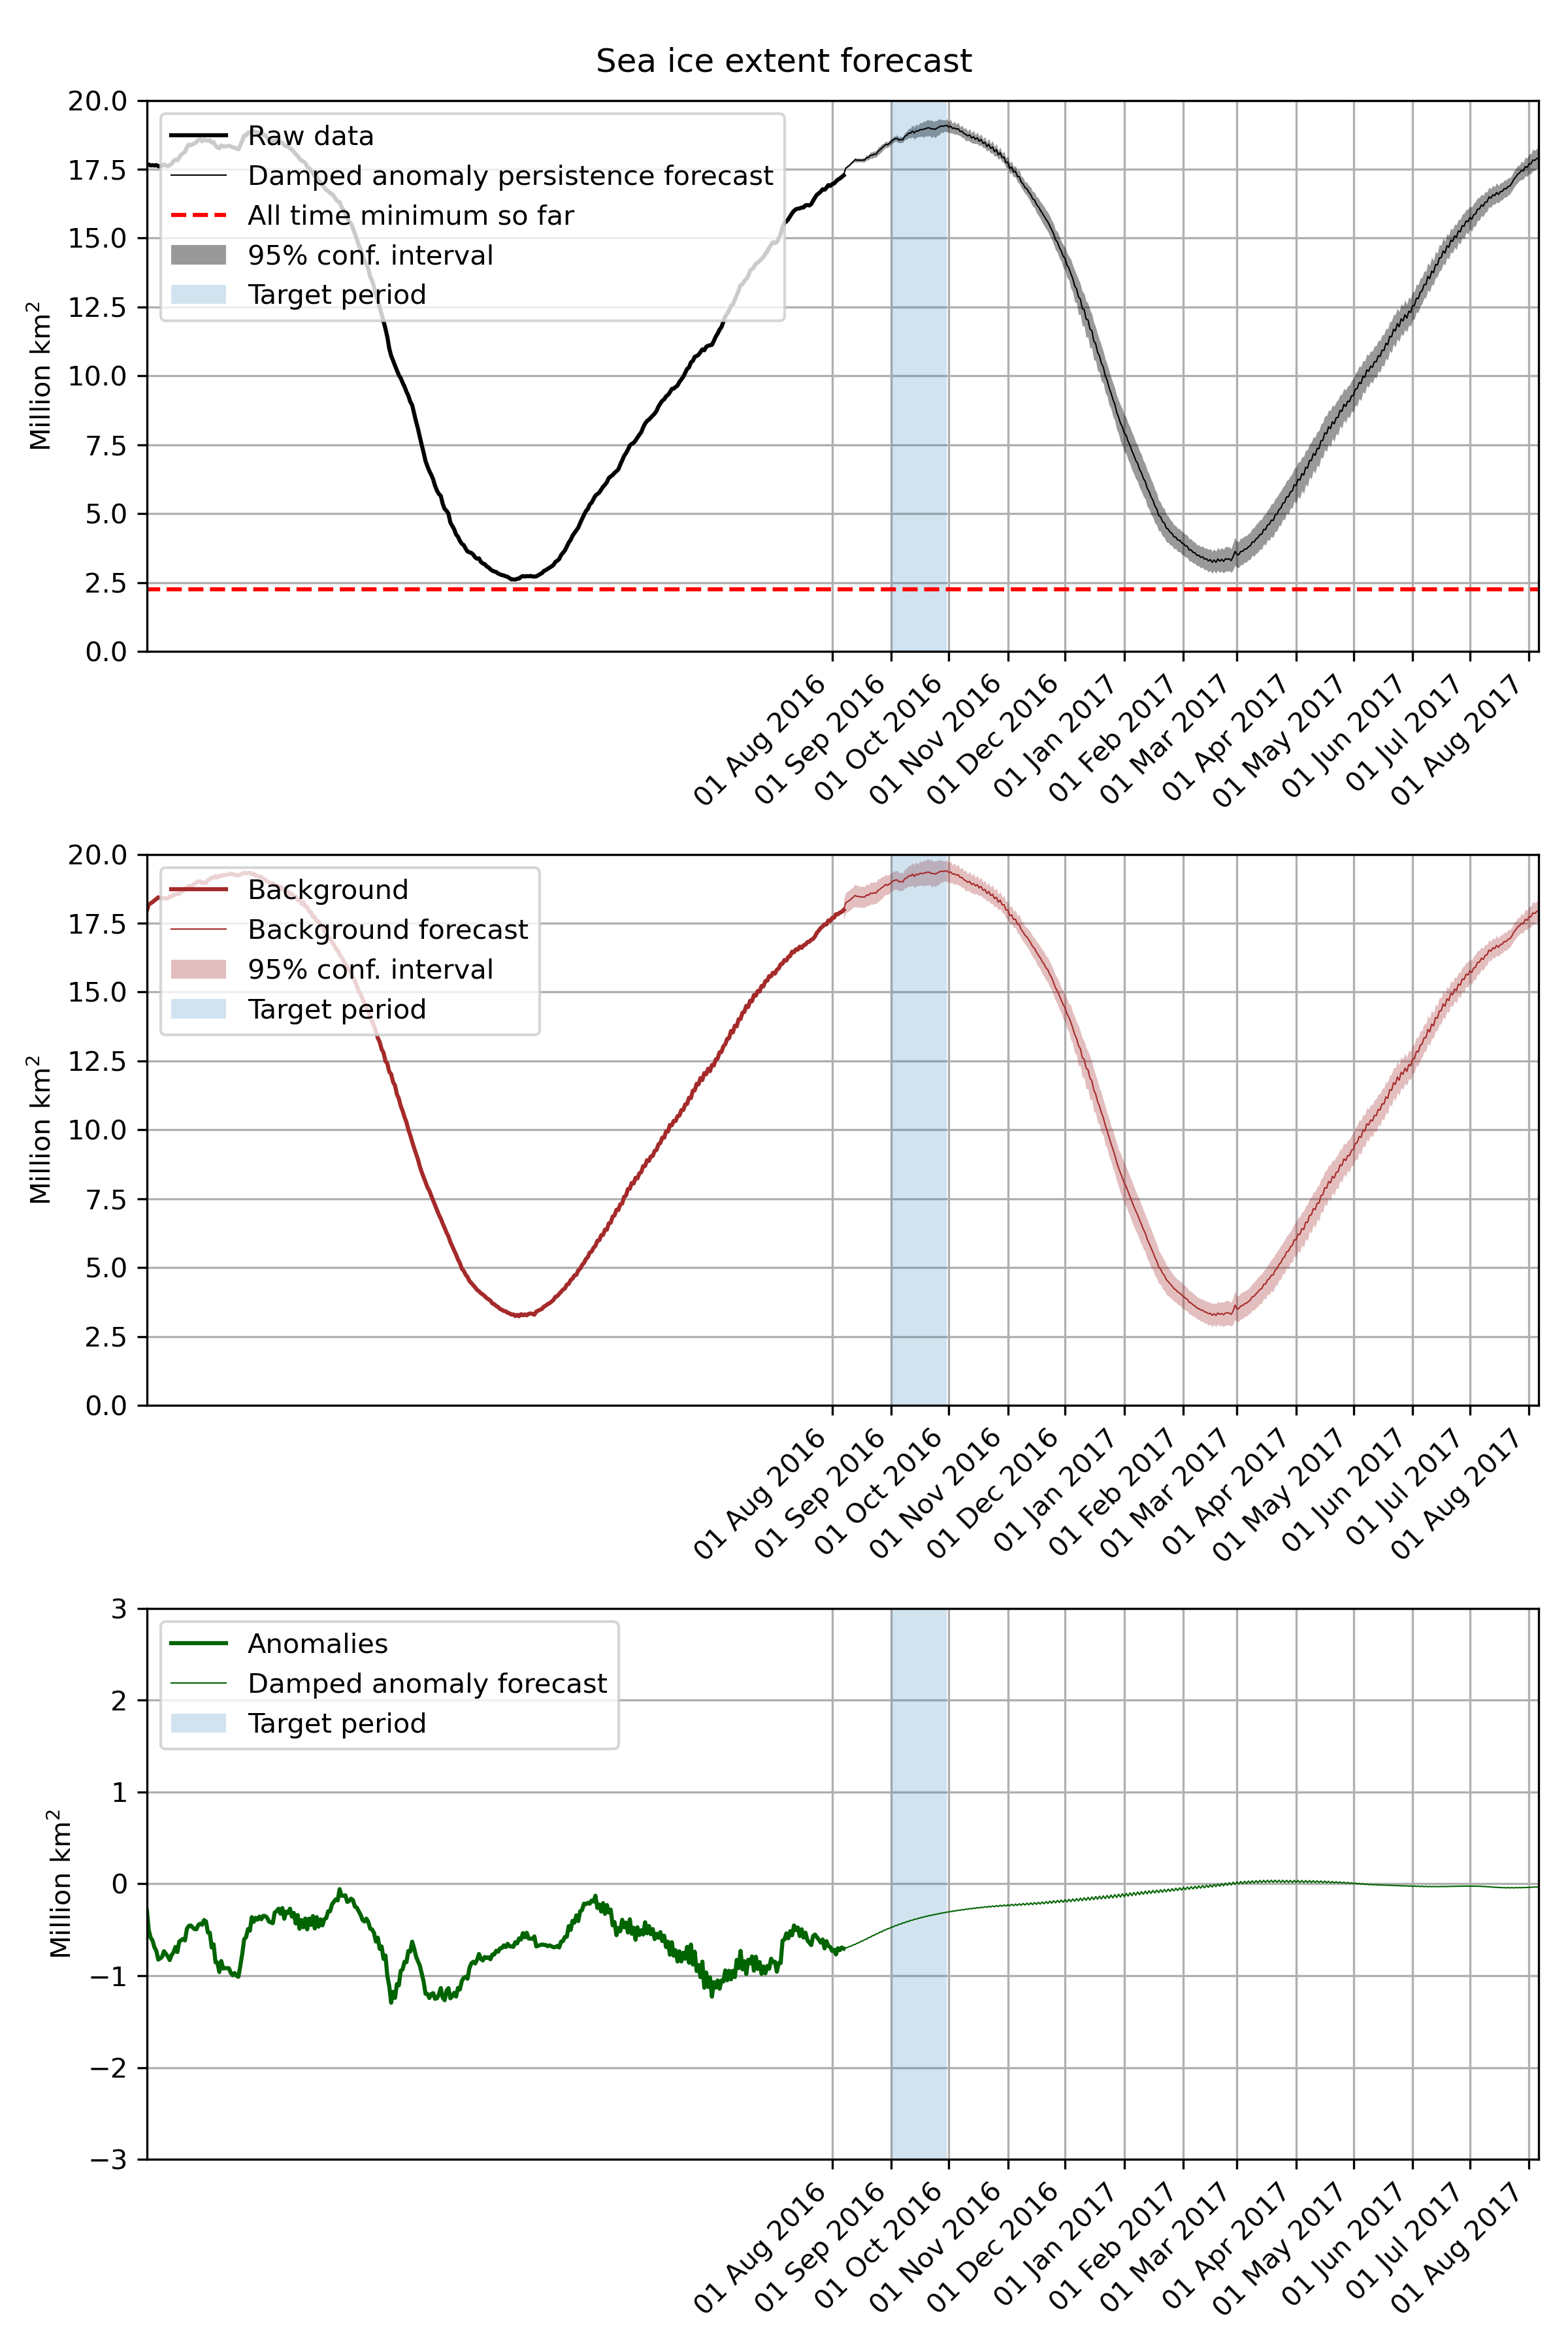 Sea ice extent forecast
20.0
17.5
15.0
12.5
10.0
7.5
5.0
2.5
0.0
Million km²
Raw data
Damped anomaly persistence forecast
All time minimum so far
95% conf. interval
Target period
01 Aug 2016
01 Sep 2016
01 Oct 2016
01 Nov 2016
01 Dec 2016
01 Jan 2017
01 Feb 2017
01 Mar 2017
01 Apr 2017
01 May 2017
01 Jun 2017
01 Jul 2017
01 Aug 2017
20.0
17.5
15.0
12.5
10.0
7.5
5.0
2.5
0.0
Million km²
Background
Background forecast
95% conf. interval
Target period
01 Aug 2016
01 Sep 2016
01 Oct 2016
01 Nov 2016
01 Dec 2016
01 Jan 2017
01 Feb 2017
01 Mar 2017
01 Apr 2017
01 May 2017
01 Jun 2017
01 Jul 2017
01 Aug 2017
3
2
1
0
−1
−2
−3
Million km²
Anomalies
Damped anomaly forecast
Target period
01 Aug 2016
01 Sep 2016
01 Oct 2016
01 Nov 2016
01 Dec 2016
01 Jan 2017
01 Feb 2017
01 Mar 2017
01 Apr 2017
01 May 2017
01 Jun 2017
01 Jul 2017
01 Aug 2017